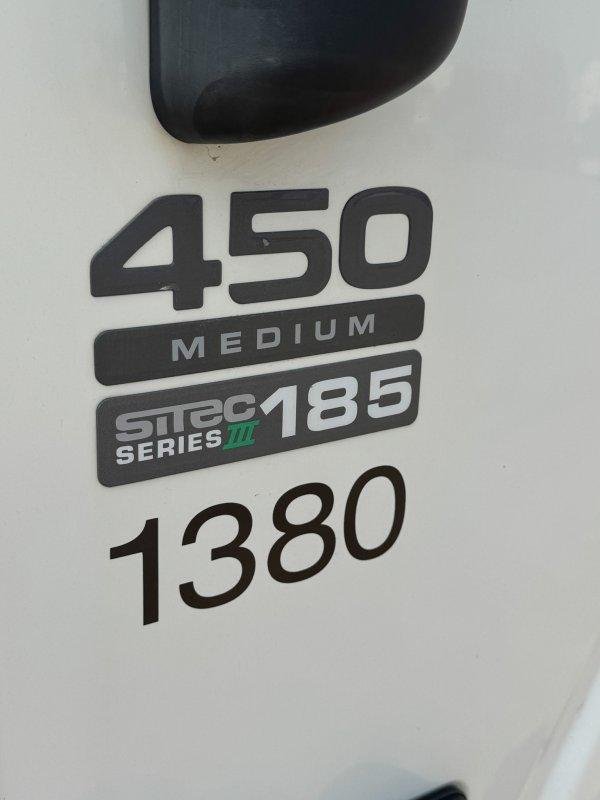 450
MEDIUM
SiTEC
SERIES III 185
1380